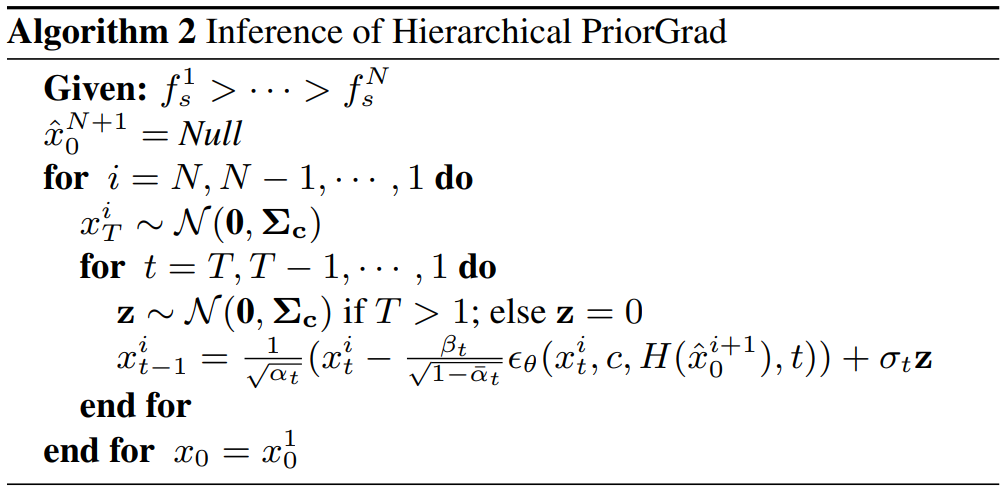 Algorithm 2 Inference of Hierarchical PriorGrad
Given: $f_s^1 > \cdots > f_s^N$
$\hat{x}_0^{N+1} = Null$
for $i = N, N-1, \cdots, 1$ do
$x_T^i \sim \mathcal{N}(\mathbf{0}, \mathbf{\Sigma_c})$
for $t = T, T-1, \cdots, 1$ do
$\mathbf{z} \sim \mathcal{N}(\mathbf{0}, \mathbf{\Sigma_c})$ if $T > 1$; else $\mathbf{z} = 0$
$x_{t-1}^i = \frac{1}{\sqrt{\alpha_t}}(x_t^i - \frac{\beta_t}{\sqrt{1-\bar{\alpha}_t}}\epsilon_\theta(x_t^i, c, H(\hat{x}_0^{i+1}), t)) + \sigma_t\mathbf{z}$
end for
end for $x_0 = x_0^1$